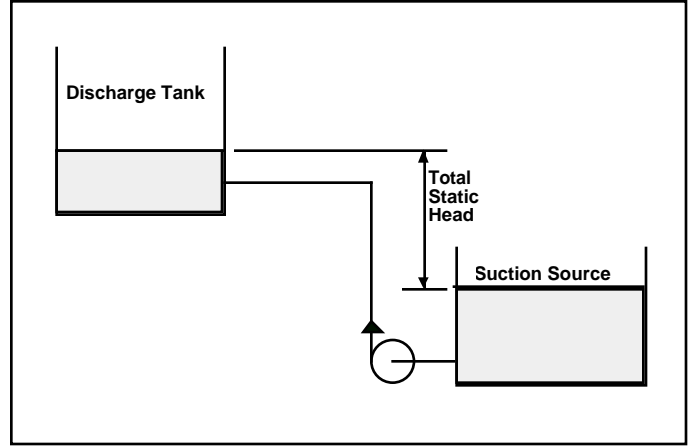 Discharge Tank
Total
Static
Head
Suction Source